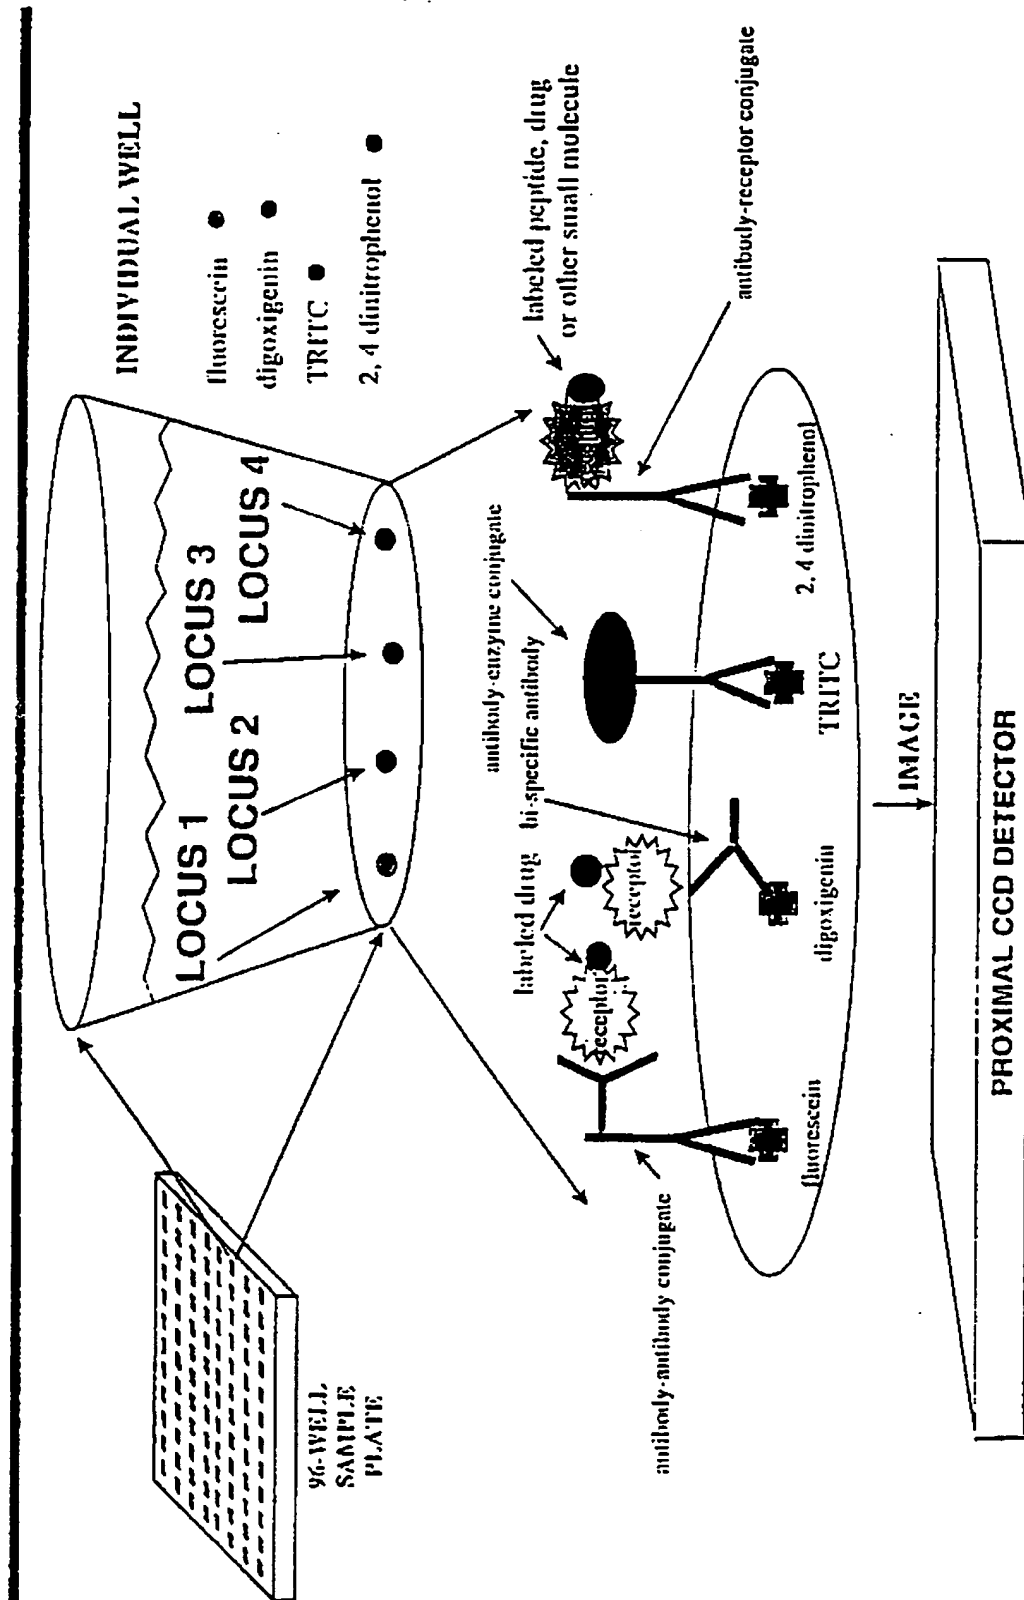 INDIVIDUAL WELL
fluorescein
digoxigenin
TRITC
2, 4 dinitrophenol
LOCUS 1
LOCUS 2
LOCUS 3
LOCUS 4
96-WELL
SAMPLE
PLATE
labeled peptide, drug
or other small molecule
antibody-receptor conjugate
antibody-enzyme conjugate
bi-specific antibody
labeled drug
receptor
receptor
antibody-antibody conjugate
fluorescein
digoxigenin
TRITC
2, 4 dinitrophenol
IMAGE
PROXIMAL CCD DETECTOR